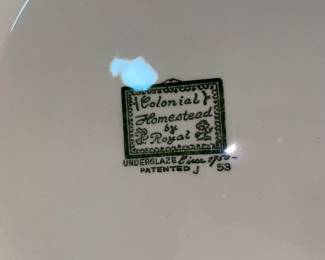 Colonial
Homestead
by
Royal
UNDERGLAZE Circa 1750-
PATENTED J 53